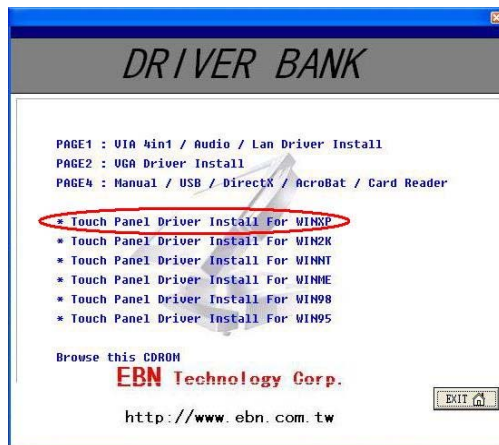 DRIVER BANK
PAGE1 : VIA 4in1 / Audio / Lan Driver Install
PAGE2 : VGA Driver Install
PAGE4 : Manual / USB / DirectX / AcroBat / Card Reader
* Touch Panel Driver Install For WINXP
* Touch Panel Driver Install For WIN2K
* Touch Panel Driver Install For WINNT
* Touch Panel Driver Install For WINME
* Touch Panel Driver Install For WIN98
* Touch Panel Driver Install For WIN95
Browse this CDROM
EBN Technology Corp.
EXIT
http://www.ebn.com.tw